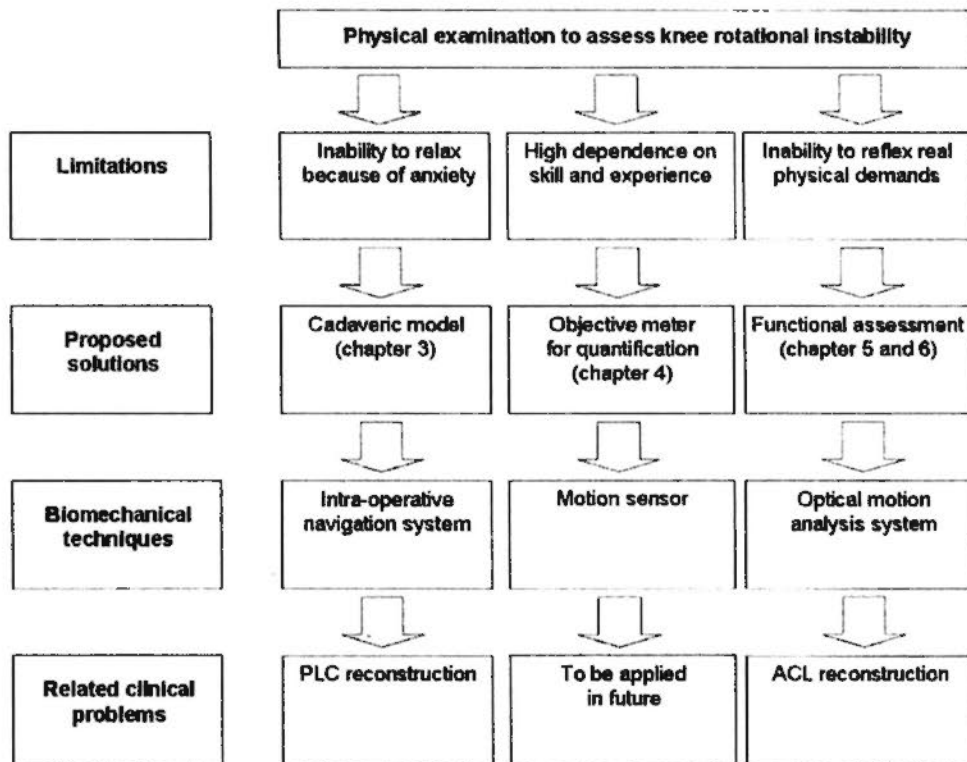 Physical examination to assess knee rotational instability
Limitations
Inability to relax
because of anxiety
High dependence on
skill and experience
Inability to reflex real
physical demands
Proposed
solutions
Cadaveric model
(chapter 3)
Objective meter
for quantification
(chapter 4)
Functional assessment
(chapter 5 and 6)
Biomechanical
techniques
Intra-operative
navigation system
Motion sensor
Optical motion
analysis system
Related clinical
problems
PLC reconstruction
To be applied
in future
ACL reconstruction